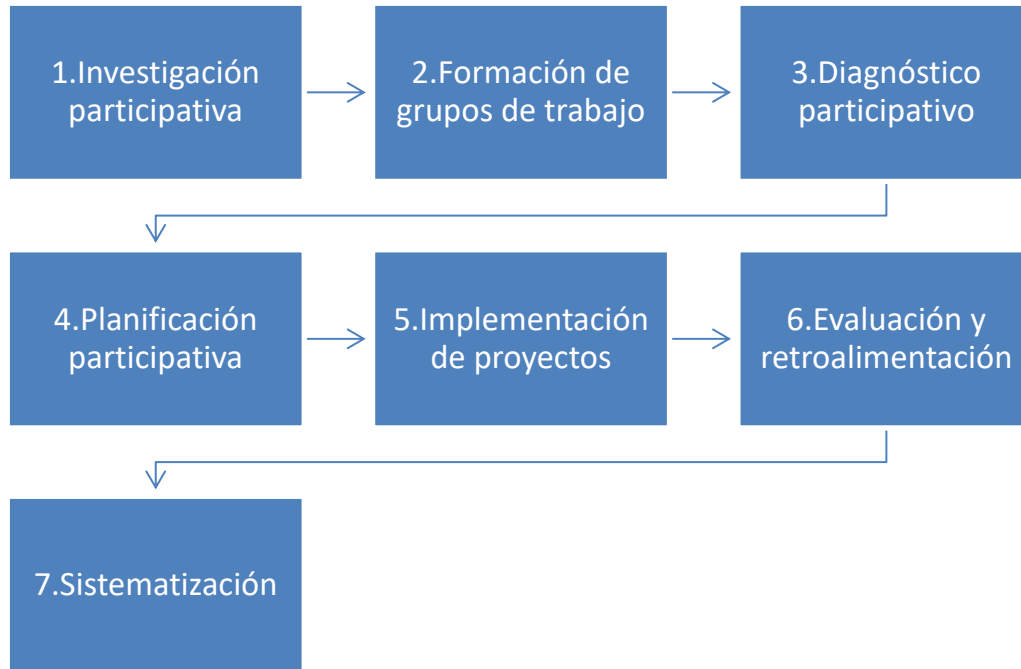 1.Investigación
participativa
2.Formación de
grupos de trabajo
3.Diagnóstico
participativo
4.Planificación
participativa
5.Implementación
de proyectos
6.Evaluación y
retroalimentación
7.Sistematización